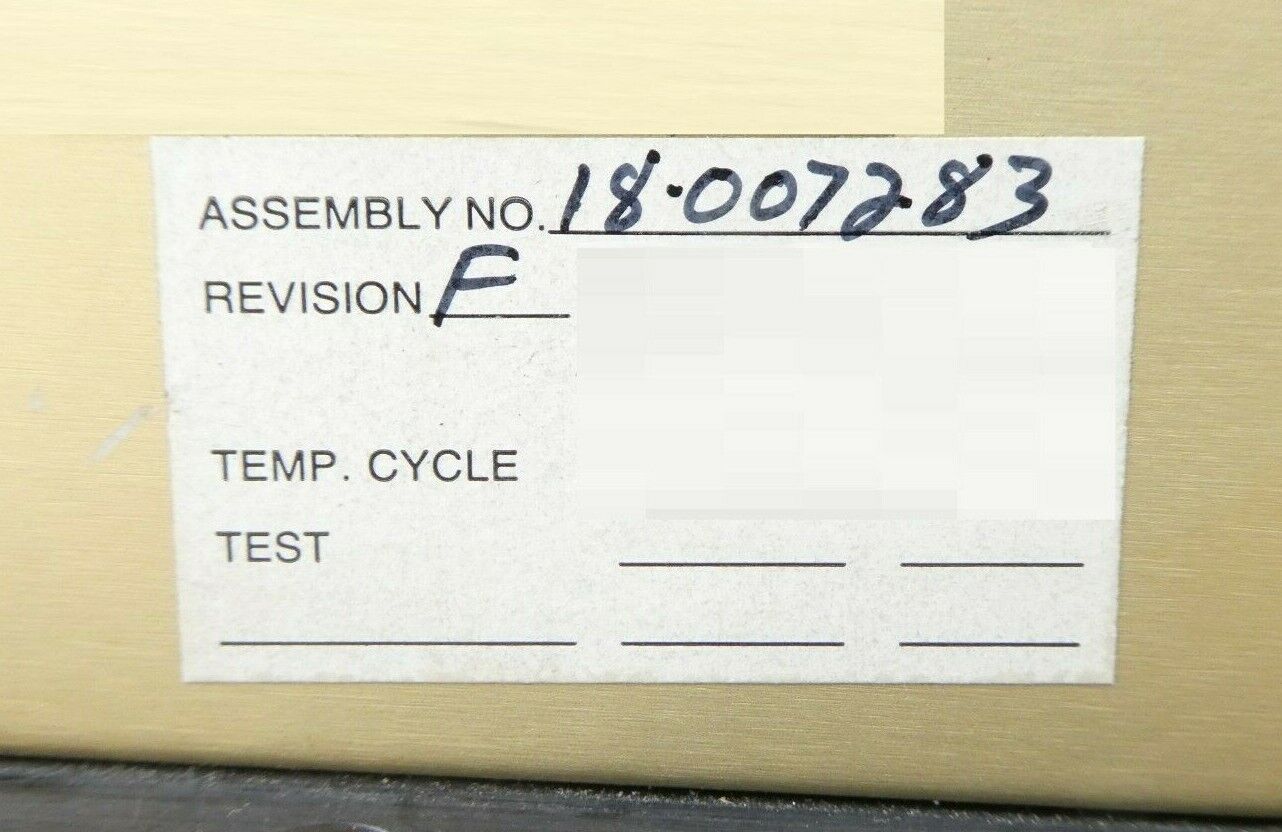 ASSEMBLY NO. 18-007283
REVISION F
TEMP. CYCLE
TEST